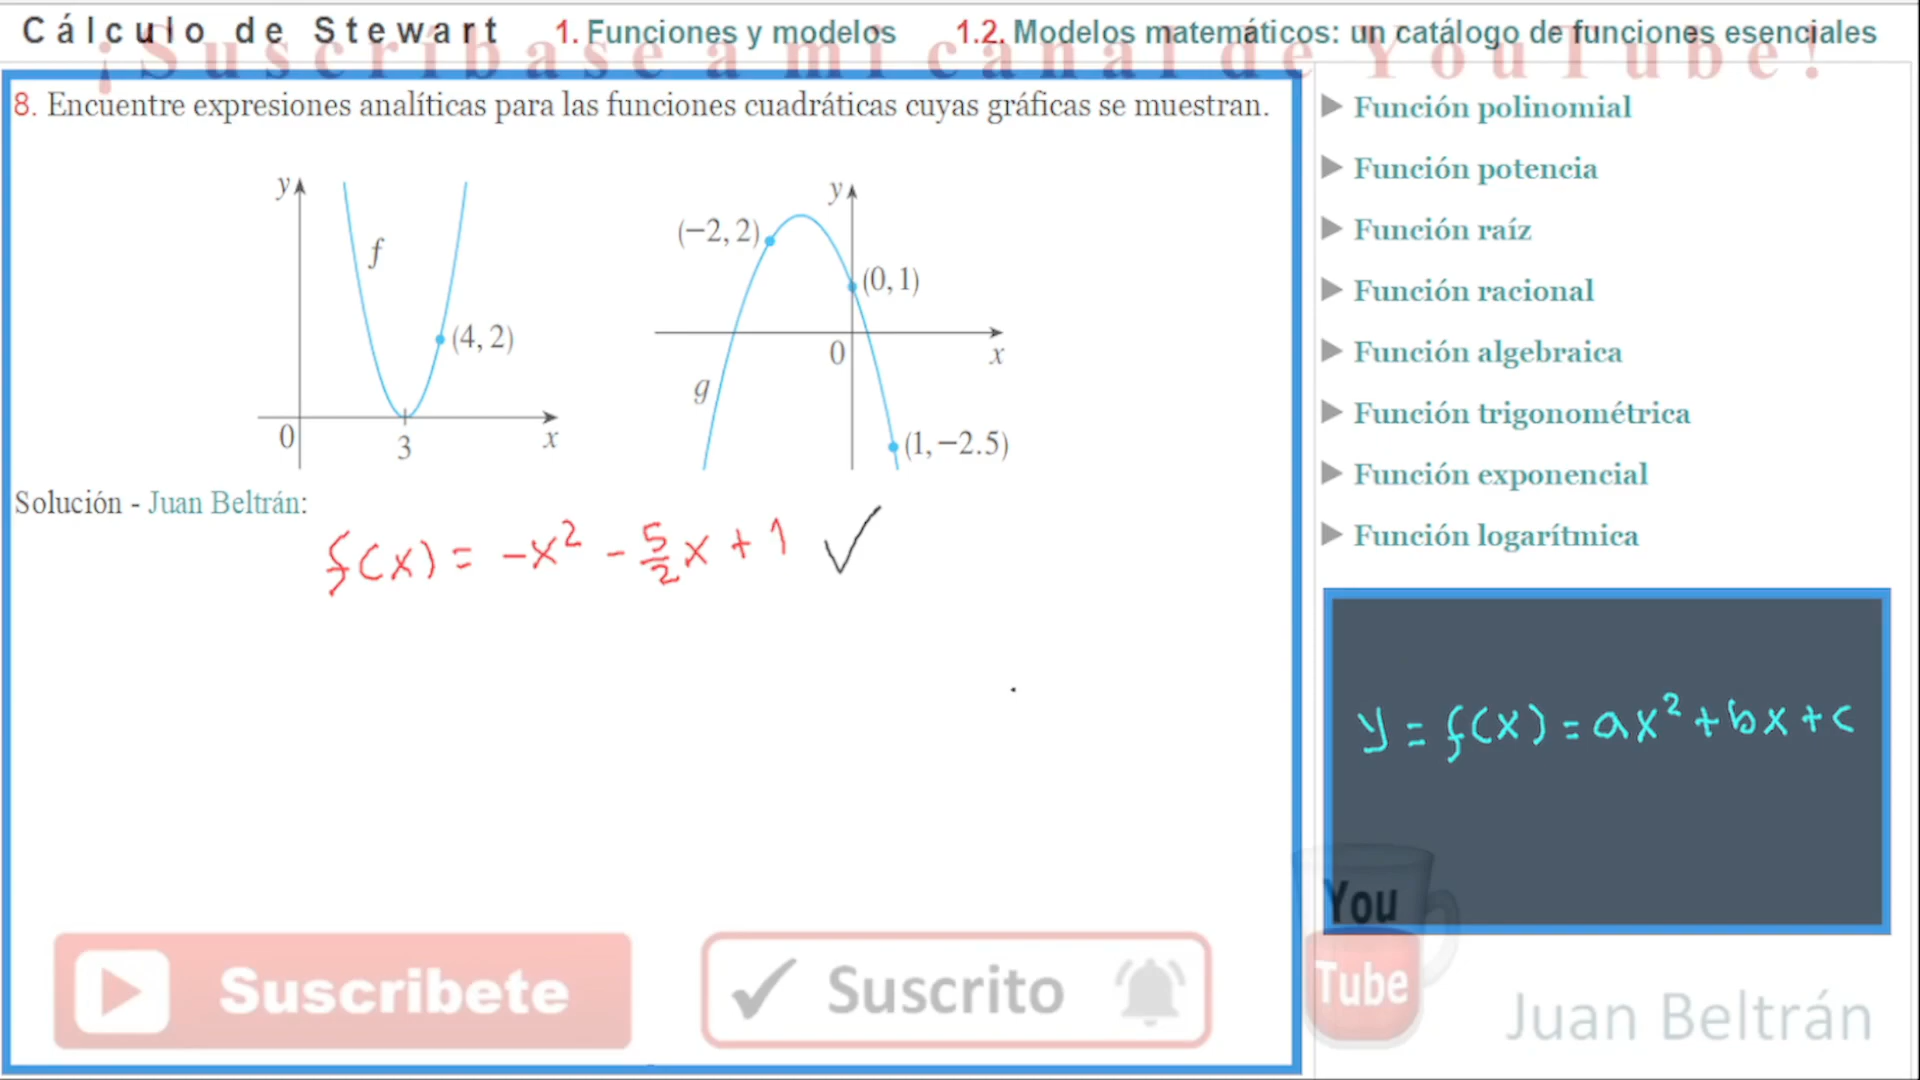 Cálculo de Stewart 1. Funciones y modelos 1.2. Modelos matemáticos: un catálogo de funciones esenciales
¡Suscríbase a mi canal de YouTube!
8. Encuentre expresiones analíticas para las funciones cuadráticas cuyas gráficas se muestran.
y
f
(4, 2)
0
3
x
y
(−2, 2)
(0, 1)
0
x
g
(1, −2.5)
Solución - Juan Beltrán:
f(x) = -x² - 5/2 x + 1 ✓
▶ Función polinomial
▶ Función potencia
▶ Función raíz
▶ Función racional
▶ Función algebraica
▶ Función trigonométrica
▶ Función exponencial
▶ Función logarítmica
y = f(x) = ax² + bx + c
Suscribete
Suscrito
You
Tube
Juan Beltrán